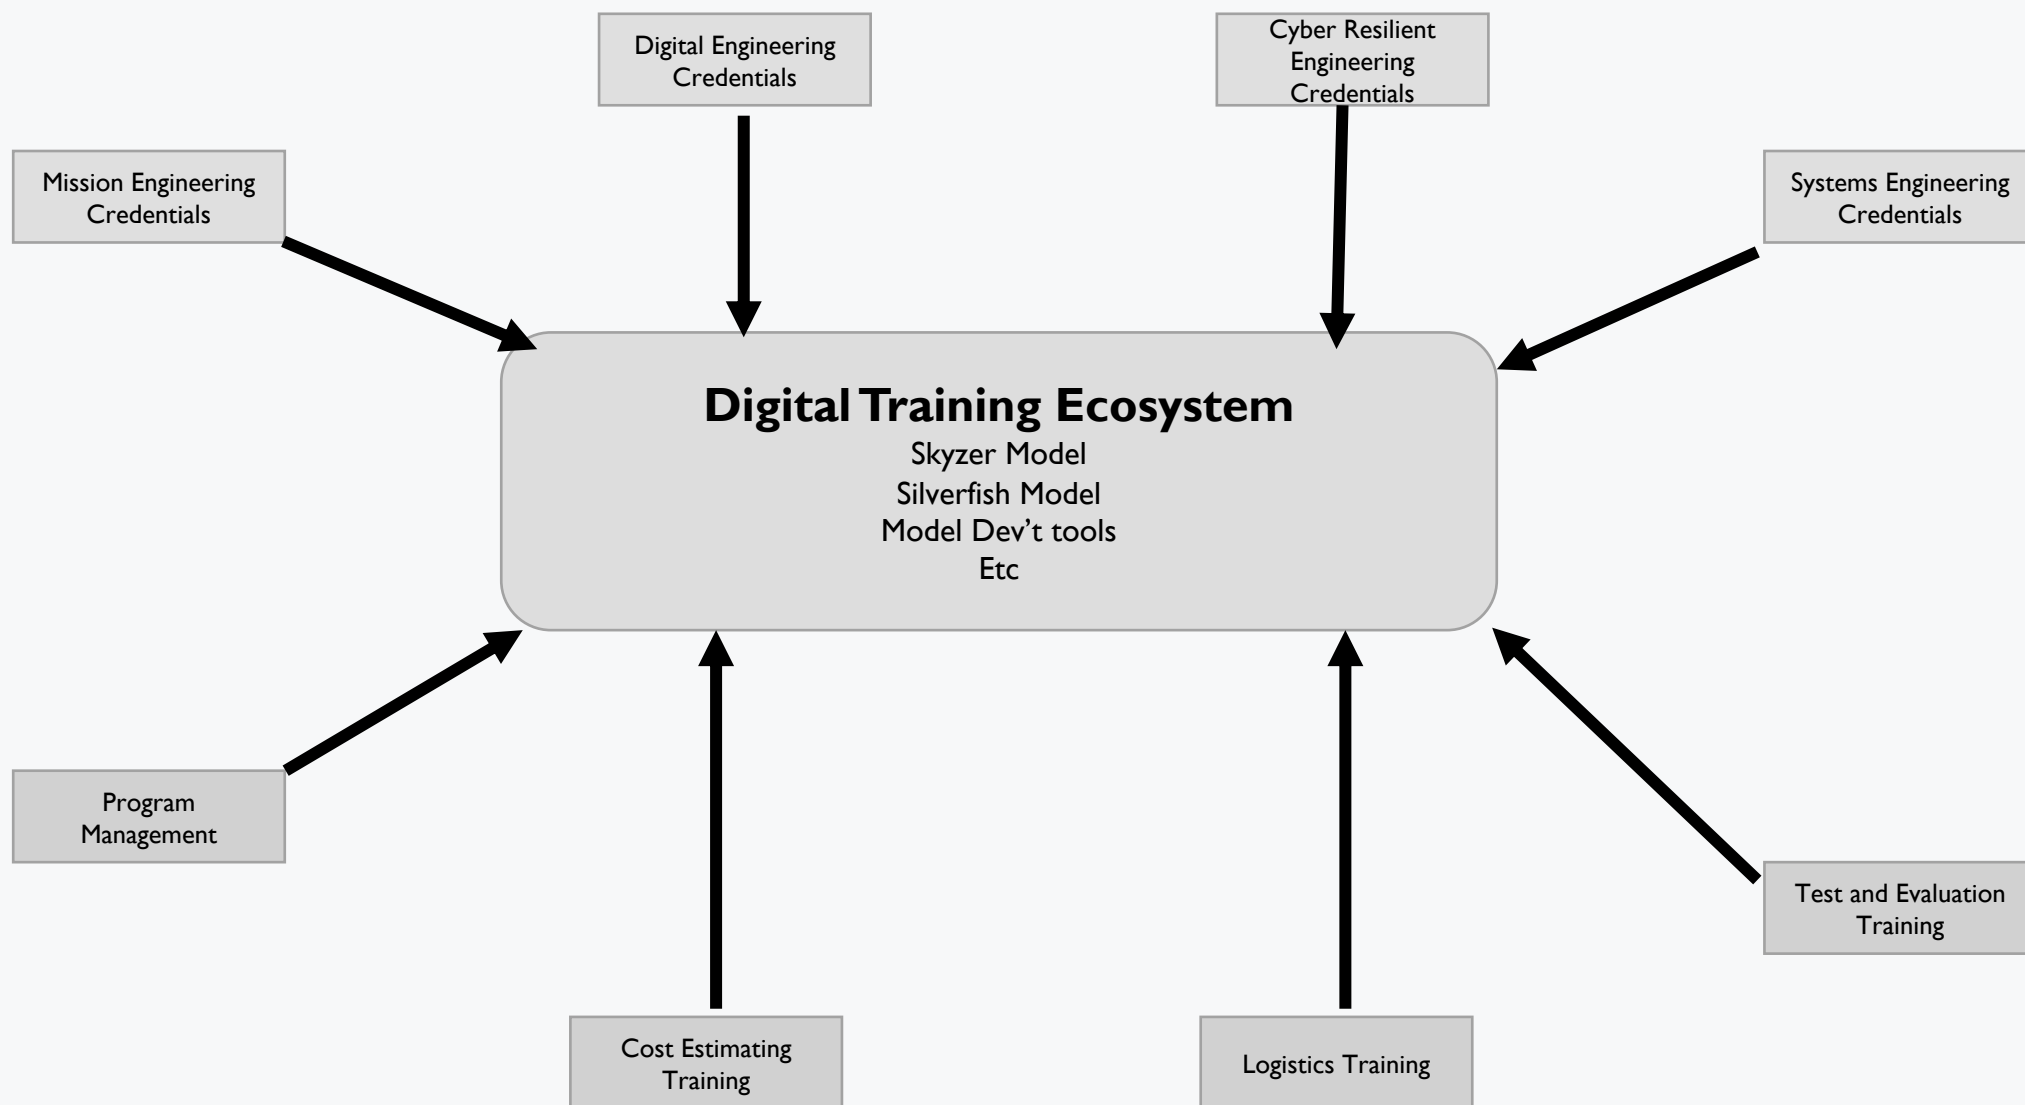 Digital Engineering
Credentials
Cyber Resilient
Engineering
Credentials
Mission Engineering
Credentials
Systems Engineering
Credentials
Digital Training Ecosystem
Skyzer Model
Silverfish Model
Model Dev’t tools
Etc
Program
Management
Test and Evaluation
Training
Cost Estimating
Training
Logistics Training